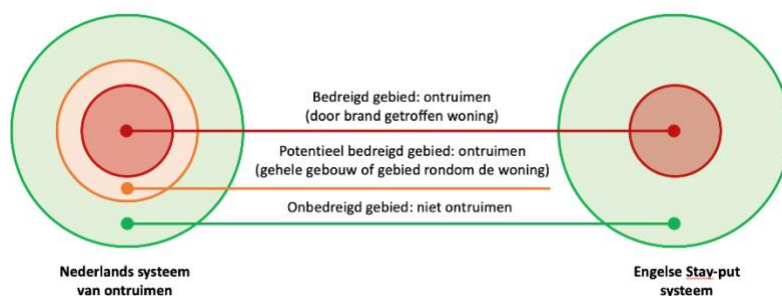 Bedreigd gebied: ontruimen
(door brand getroffen woning)
Potentieel bedreigd gebied: ontruimen
(gehele gebouw of gebied rondom de woning)
Onbedreigd gebied: niet ontruimen
Nederlands systeem
van ontruimen
Engelse Stay-put
systeem